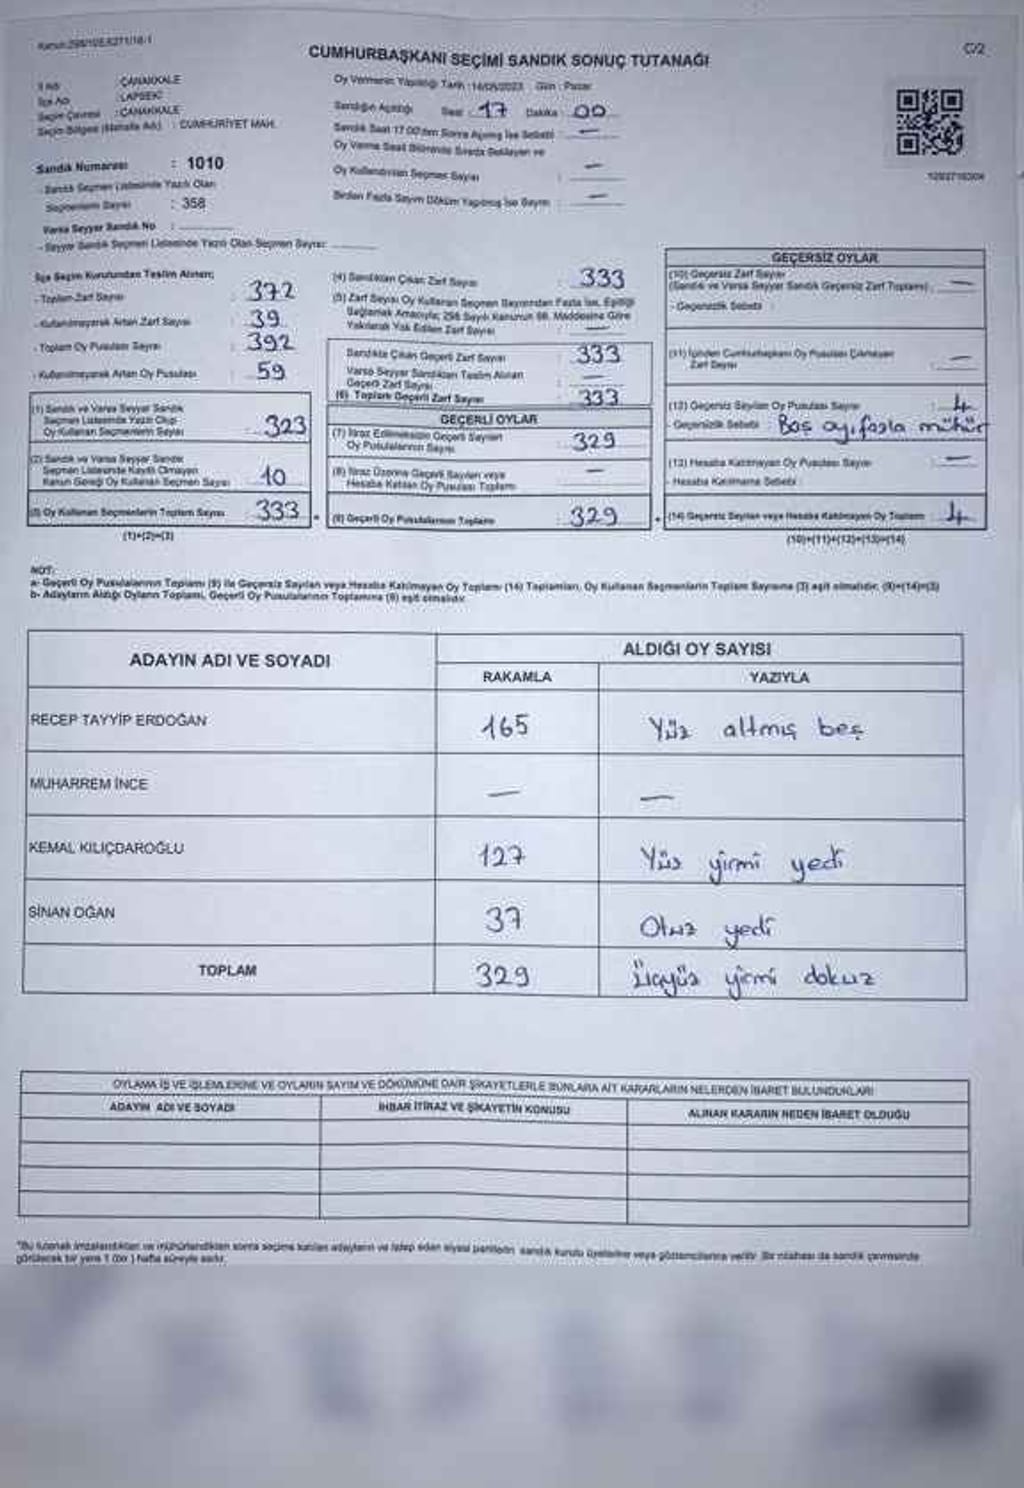 Kanun:298/105,6271/18-1
CUMHURBAŞKANI SEÇİMİ SANDIK SONUÇ TUTANAĞI
C/2
İl Adı : ÇANAKKALE
İlçe Adı : LAPSEKİ
Seçim Çevresi : ÇANAKKALE
Seçim Bölgesi (Mahalle Adı) : CUMHURİYET MAH.
Sandık Numarası : 1010
- Sandık Seçmen Listesinde Yazılı Olan
Seçmenlerin Sayısı : 358
Varsa Seyyar Sandık No :
- Seyyar Sandık Seçmen Listesinde Yazılı Olan Seçmen Sayısı:
Oy Vermenin Yapıldığı Tarih : 14/05/2023 Gün : Pazar
Sandığın Açıldığı Saat : 17 Dakika : 00
Sandık Saat 17:00'den Sonra Açılmış İse Sebebi : —
Oy Verme Saati Bitiminde Sırada Bekleyen ve
Oy Kullandırılan Seçmen Sayısı : —
Birden Fazla Sayım Döküm Yapılmış İse Sayısı : —
İlçe Seçim Kurulundan Teslim Alınan;
- Toplam Zarf Sayısı : 372
- Kullanılmayarak Artan Zarf Sayısı : 39
- Toplam Oy Pusulası Sayısı : 392
- Kullanılmayarak Artan Oy Pusulası : 59
(1) Sandık ve Varsa Seyyar Sandık
Seçmen Listesinde Yazılı Olup
Oy Kullanan Seçmenlerin Sayısı : 323
(2) Sandık ve Varsa Seyyar Sandık
Seçmen Listesinde Kayıtlı Olmayan
Kanun Gereği Oy Kullanan Seçmen Sayısı : 10
(3) Oy Kullanan Seçmenlerin Toplam Sayısı : 333
(1)+(2)=(3)
(4) Sandıktan Çıkan Zarf Sayısı : 333
(5) Zarf Sayısı Oy Kullanan Seçmen Sayısından Fazla İse, Eşitliği
Sağlamak Amacıyla; 298 Sayılı Kanunun 98. Maddesine Göre
Yakılarak Yok Edilen Zarf Sayısı : —
Sandıkta Çıkan Geçerli Zarf Sayısı : 333
Varsa Seyyar Sandıktan Teslim Alınan
Geçerli Zarf Sayısı : —
(6) Toplam Geçerli Zarf Sayısı : 333
GEÇERLİ OYLAR
(7) İtiraz Edilmeksizin Geçerli Sayılan
Oy Pusulalarının Sayısı : 329
(8) İtiraz Üzerine Geçerli Sayılan veya
Hesaba Katılan Oy Pusulası Toplamı : —
(9) Geçerli Oy Pusulalarının Toplamı : 329
GEÇERSİZ OYLAR
(10) Geçersiz Zarf Sayısı
(Sandık ve Varsa Seyyar Sandık Geçersiz Zarf Toplamı) : —
- Geçersizlik Sebebi :
(11) İçinden Cumhurbaşkanı Oy Pusulası Çıkmayan
Zarf Sayısı : —
(12) Geçersiz Sayılan Oy Pusulası Sayısı : 4
Geçersizlik Sebebi : Boş oy, fazla mühür
(13) Hesaba Katılmayan Oy Pusulası Sayısı : —
- Hesaba Katılmama Sebebi :
(14) Geçersiz Sayılan veya Hesaba Katılmayan Oy Toplamı : 4
(10)+(11)+(12)+(13)=(14)
NOT:
a- Geçerli Oy Pusulalarının Toplamı (9) ile Geçersiz Sayılan veya Hesaba Katılmayan Oy Toplamı (14) Toplamları, Oy Kullanan Seçmenlerin Toplam Sayısına (3) eşit olmalıdır. (9)+(14)=(3)
b- Adayların Aldığı Oyların Toplamı, Geçerli Oy Pusulalarının Toplamına (9) eşit olmalıdır.
ADAYIN ADI VE SOYADI
ALDIĞI OY SAYISI
RAKAMLA YAZIYLA
RECEP TAYYİP ERDOĞAN 165 Yüz altmış beş
MUHARREM İNCE — —
KEMAL KILIÇDAROĞLU 127 Yüz yirmi yedi
SİNAN OĞAN 37 Otuz yedi
TOPLAM 329 Üçyüz yirmi dokuz
OYLAMA İŞ VE İŞLEMLERİNE VE OYLARIN SAYIM VE DÖKÜMÜNE DAİR ŞİKAYETLERLE BUNLARA AİT KARARLARIN NELERDEN İBARET BULUNDUKLARI
ADAYIN ADI VE SOYADI İHBAR İTİRAZ VE ŞİKAYETİN KONUSU ALINAN KARARIN NEDEN İBARET OLDUĞU
*Bu tutanak imzalandıktan ve mühürlendikten sonra seçime katılan adayların ve talep eden siyasi partilerin sandık kurulu üyelerine veya gözlemcilerine verilir. Bir nüshası da sandık çevresinde
görülecek bir yere 1 (bir) hafta süreyle asılır.